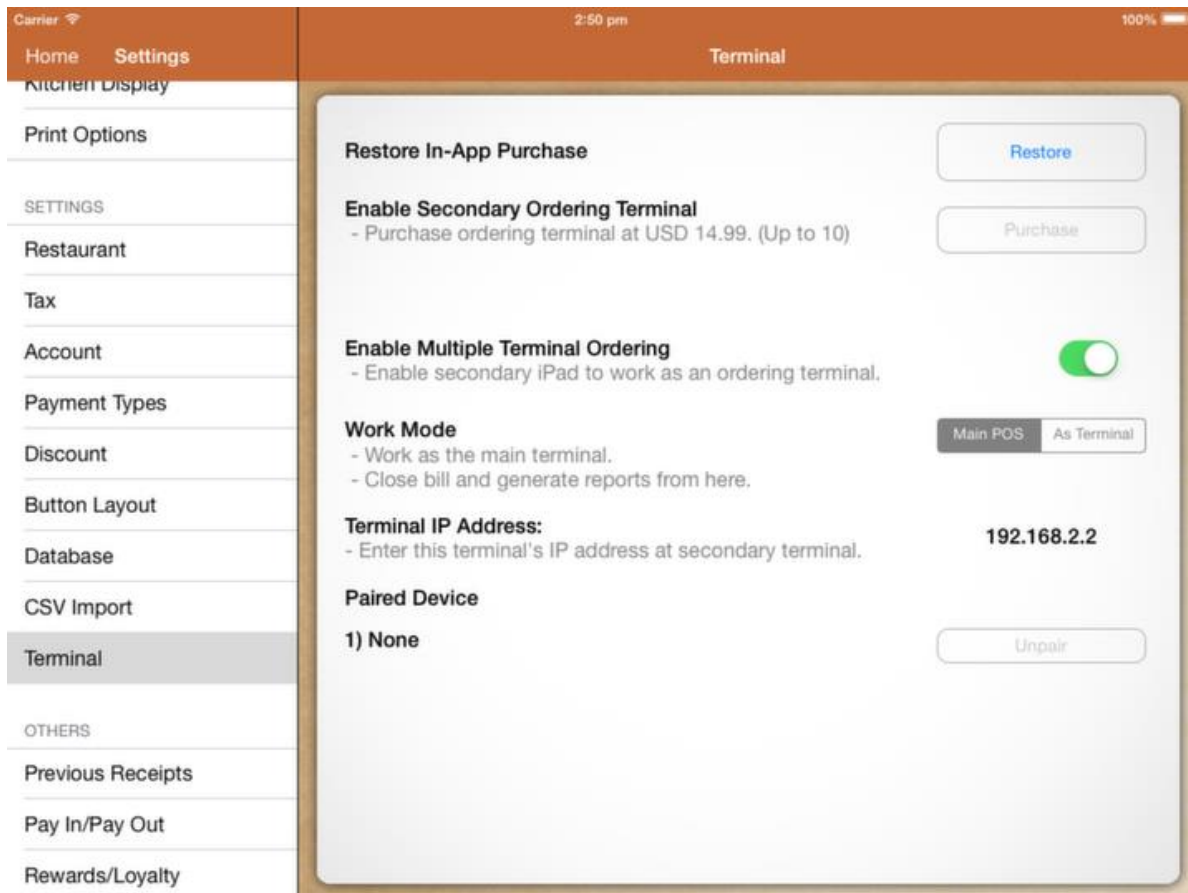 Carrier 2:50 pm 100%
Home Settings Terminal
Kitchen Display
Print Options
SETTINGS
Restaurant
Tax
Account
Payment Types
Discount
Button Layout
Database
CSV Import
Terminal
OTHERS
Previous Receipts
Pay In/Pay Out
Rewards/Loyalty
Restore In-App Purchase Restore
Enable Secondary Ordering Terminal
- Purchase ordering terminal at USD 14.99. (Up to 10) Purchase
Enable Multiple Terminal Ordering
- Enable secondary iPad to work as an ordering terminal.
Work Mode Main POS As Terminal
- Work as the main terminal.
- Close bill and generate reports from here.
Terminal IP Address: 192.168.2.2
- Enter this terminal's IP address at secondary terminal.
Paired Device
1) None Unpair